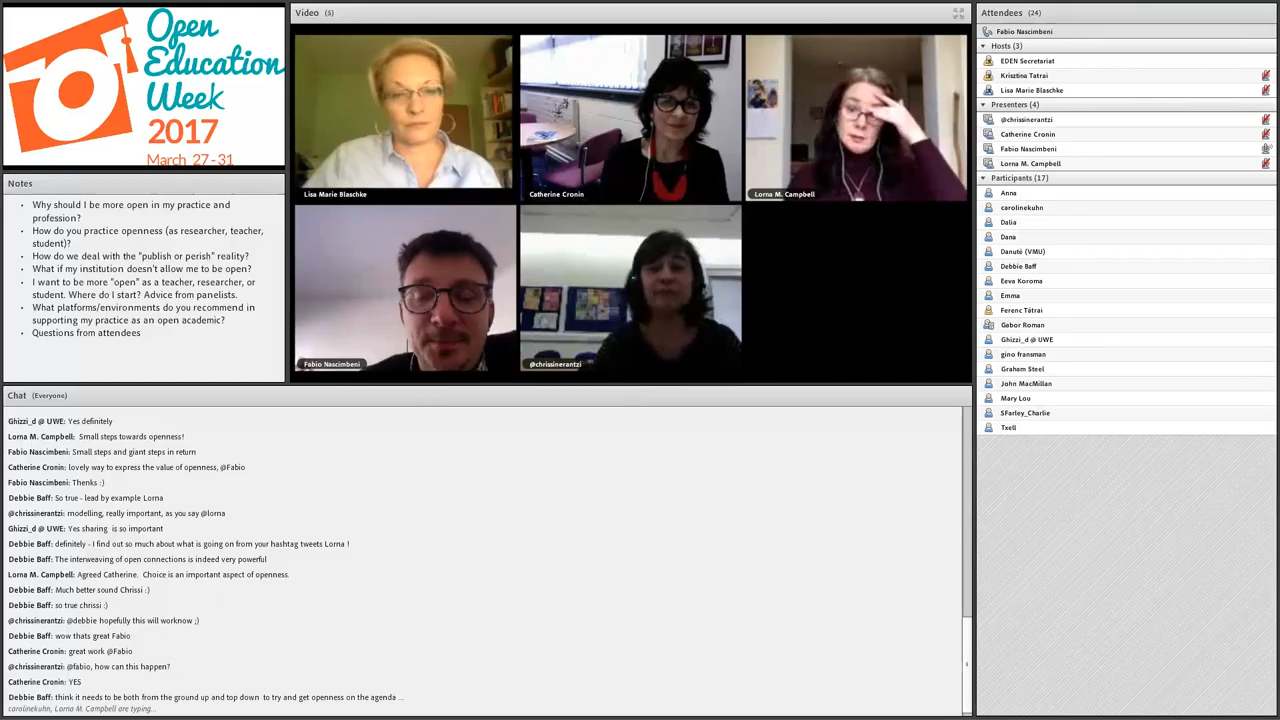 Open
Education
Week
2017
March 27-31
Notes
Why should I be more open in my practice and
profession?
How do you practice openness (as researcher, teacher,
student)?
How do we deal with the "publish or perish" reality?
What if my institution doesn't allow me to be open?
I want to be more "open" as a teacher, researcher, or
student. Where do I start? Advice from panelists.
What platforms/environments do you recommend in
supporting my practice as an open academic?
Questions from attendees
Video (5)
Lisa Marie Blaschke
Catherine Cronin
Lorna M. Campbell
Fabio Nascimbeni
@chrissinerantzi
Chat (Everyone)
Ghizzi_d @ UWE: Yes definitely
Lorna M. Campbell: Small steps towards openness!
Fabio Nascimbeni: Small steps and giant steps in return
Catherine Cronin: lovely way to express the value of openness, @Fabio
Fabio Nascimbeni: Thenks :)
Debbie Baff: So true - lead by example Lorna
@chrissinerantzi: modelling, really important, as you say @lorna
Ghizzi_d @ UWE: Yes sharing is so important
Debbie Baff: definitely - I find out so much about what is going on from your hashtag tweets Lorna !
Debbie Baff: The interweaving of open connections is indeed very powerful
Lorna M. Campbell: Agreed Catherine. Choice is an important aspect of openness.
Debbie Baff: Much better sound Chrissi :)
Debbie Baff: so true chrissi :)
@chrissinerantzi: @debbie hopefully this will worknow ;)
Debbie Baff: wow thats great Fabio
Catherine Cronin: great work @Fabio
@chrissinerantzi: @fabio, how can this happen?
Catherine Cronin: YES
Debbie Baff: think it needs to be both from the ground up and top down to try and get openness on the agenda ...
carolinekuhn, Lorna M. Campbell are typing...
Attendees (24)
Fabio Nascimbeni
Hosts (3)
EDEN Secretariat
Krisztina Tatrai
Lisa Marie Blaschke
Presenters (4)
@chrissinerantzi
Catherine Cronin
Fabio Nascimbeni
Lorna M. Campbell
Participants (17)
Anna
carolinekuhn
Dalia
Dana
Danutė (VMU)
Debbie Baff
Eeva Koroma
Emma
Ferenc Tátrai
Gabor Roman
Ghizzi_d @ UWE
gino fransman
Graham Steel
John MacMillan
Mary Lou
SFarley_Charlie
Txell